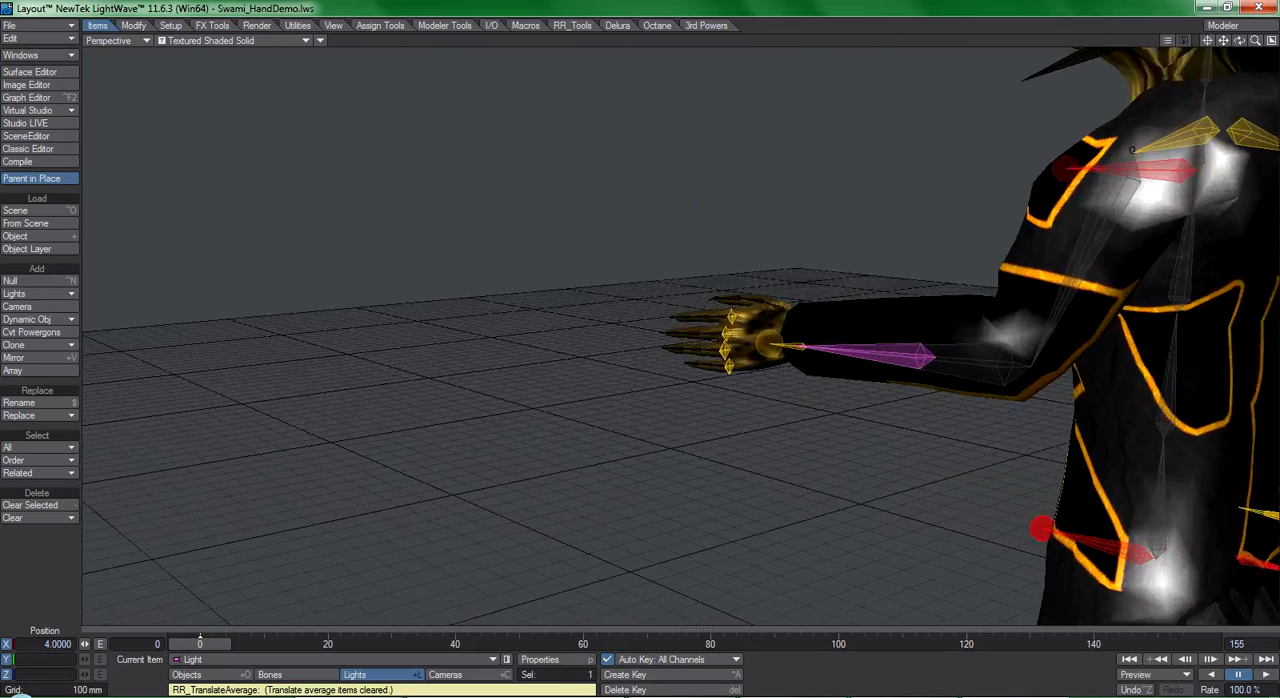 Layout™ NewTek LightWave™ 11.6.3 (Win64) - Swami_HandDemo.lws
File Items Modify Setup FX Tools Render Utilities View Assign Tools Modeler Tools I/O Macros RR_Tools Delura Octane 3rd Powers Modeler
Edit Perspective T Textured Shaded Solid
Windows
Surface Editor
Image Editor
Graph Editor ^F2
Virtual Studio
Studio LIVE
SceneEditor
Classic Editor
Compile
Parent in Place
Load
Scene ^O
From Scene
Object +
Object Layer
Add
Null ^N
Lights
Camera
Dynamic Obj
Cvt Powergons
Clone
Mirror +V
Array
Replace
Rename $
Replace
Select
All
Order
Related
Delete
Clear Selected -
Clear
Position
X 4.0000 E 0 0 20 40 60 80 100 120 140 155
Y E Current Item Light Properties p Auto Key: All Channels
Z E Objects +O Bones Lights +L Cameras +C Sel: 1 Create Key Preview
Grid: 100 mm RR_TranslateAverage: (Translate average items cleared.) Delete Key del Undo ^Z Redo Rate 100.0 %